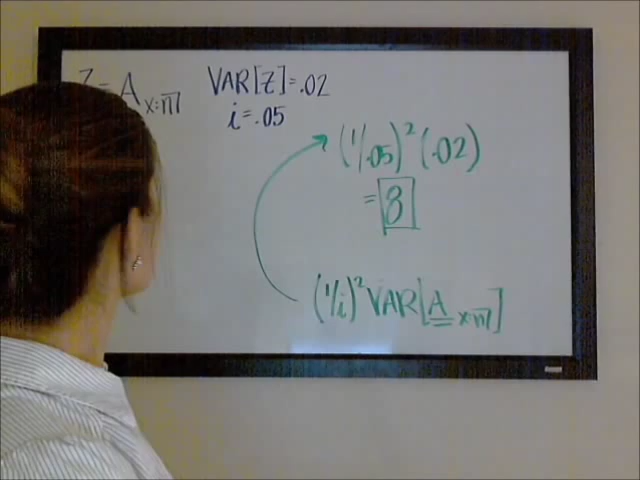 Z = A x:n̅| VAR[Z]=.02
i=.05
(1/.05)² (.02)
= 8
(1/i)² VAR[A x:n̅|]